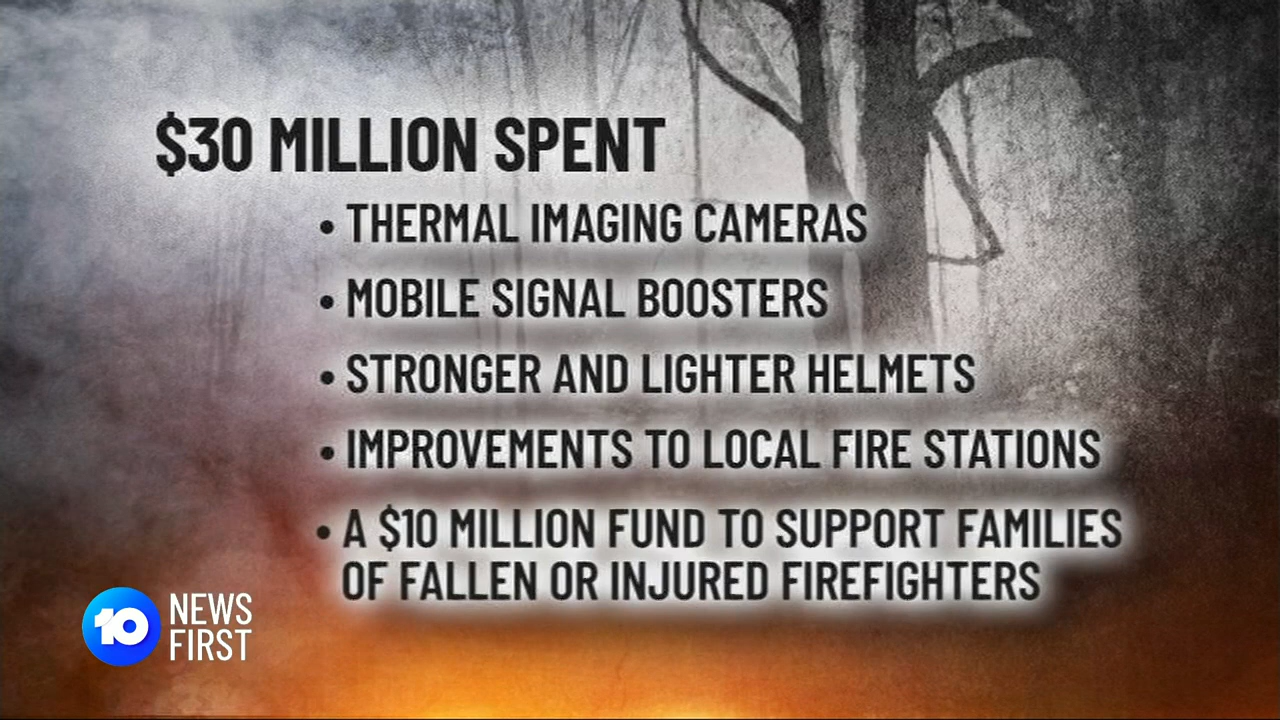 $30 MILLION SPENT
• THERMAL IMAGING CAMERAS
• MOBILE SIGNAL BOOSTERS
• STRONGER AND LIGHTER HELMETS
• IMPROVEMENTS TO LOCAL FIRE STATIONS
• A $10 MILLION FUND TO SUPPORT FAMILIES
OF FALLEN OR INJURED FIREFIGHTERS
10 NEWS
FIRST